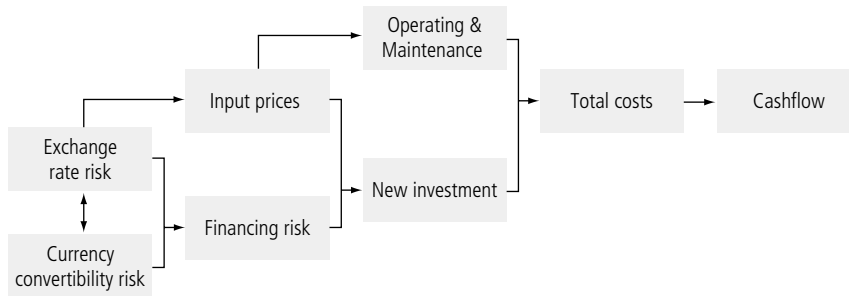 Operating &
Maintenance
Input prices
Total costs
Cashflow
Exchange
rate risk
New investment
Financing risk
Currency
convertibility risk